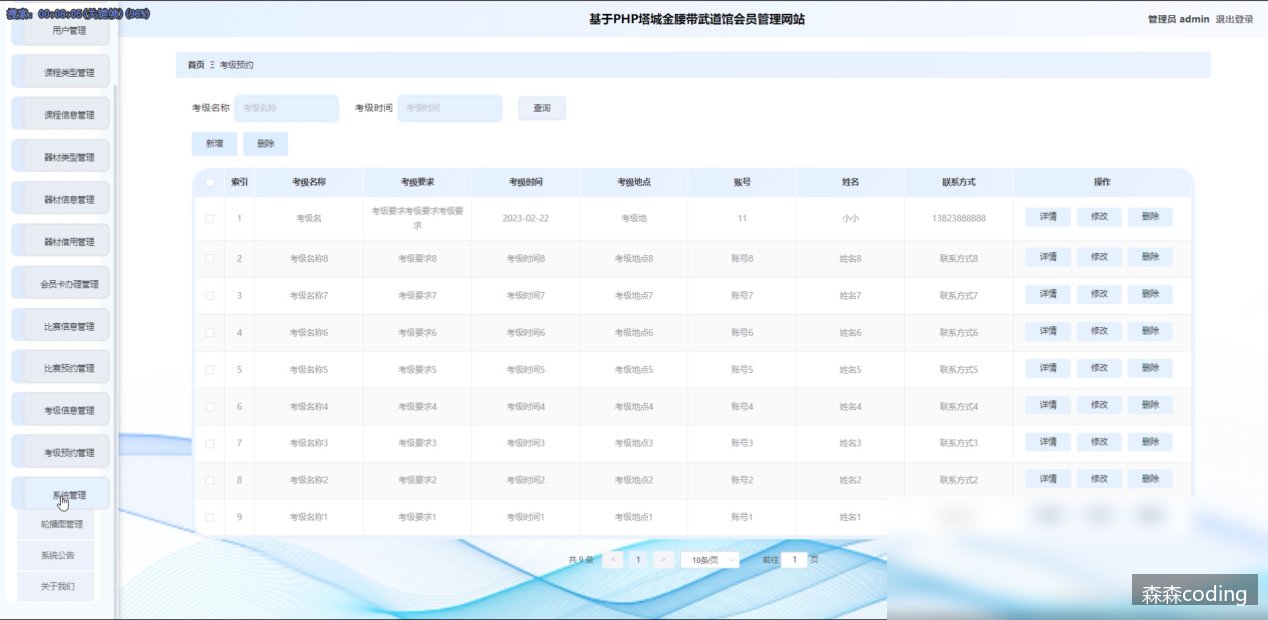 搜索: 00:03:05(关键帧) (96%)
基于PHP塔城金腰带武道馆会员管理网站
管理员 admin 退出登录
用户管理
课程类型管理
课程信息管理
器材类型管理
器材信息管理
器材借用管理
会员卡办理管理
比赛信息管理
比赛预约管理
考级信息管理
考级预约管理
系统管理
轮播图管理
系统公告
关于我们
首页 Ξ 考级预约
考级名称 考级名称 考级时间 考级时间 查询
新增 删除
索引 考级名称 考级要求 考级时间 考级地点 账号 姓名 联系方式 操作
1 考级名 考级要求考级要求考级要求 2023-02-22 考级地 11 小小 13823888888 详情 修改 删除
2 考级名称8 考级要求8 考级时间8 考级地点8 账号8 姓名8 联系方式8 详情 修改 删除
3 考级名称7 考级要求7 考级时间7 考级地点7 账号7 姓名7 联系方式7 详情 修改 删除
4 考级名称6 考级要求6 考级时间6 考级地点6 账号6 姓名6 联系方式6 详情 修改 删除
5 考级名称5 考级要求5 考级时间5 考级地点5 账号5 姓名5 联系方式5 详情 修改 删除
6 考级名称4 考级要求4 考级时间4 考级地点4 账号4 姓名4 联系方式4 详情 修改 删除
7 考级名称3 考级要求3 考级时间3 考级地点3 账号3 姓名3 联系方式3 详情 修改 删除
8 考级名称2 考级要求2 考级时间2 考级地点2 账号2 姓名2 联系方式2 详情 修改 删除
9 考级名称1 考级要求1 考级时间1 考级地点1 账号1 姓名1
共 9 条 < 1 > 10条/页 前往 1 页
森森coding